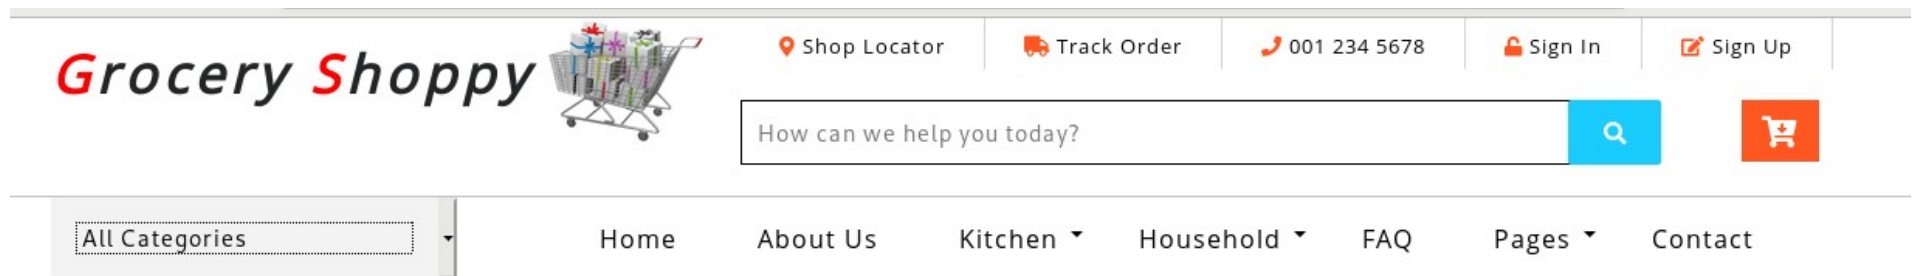 Grocery Shoppy
Shop Locator Track Order 001 234 5678 Sign In Sign Up
How can we help you today?
All Categories Home About Us Kitchen Household FAQ Pages Contact